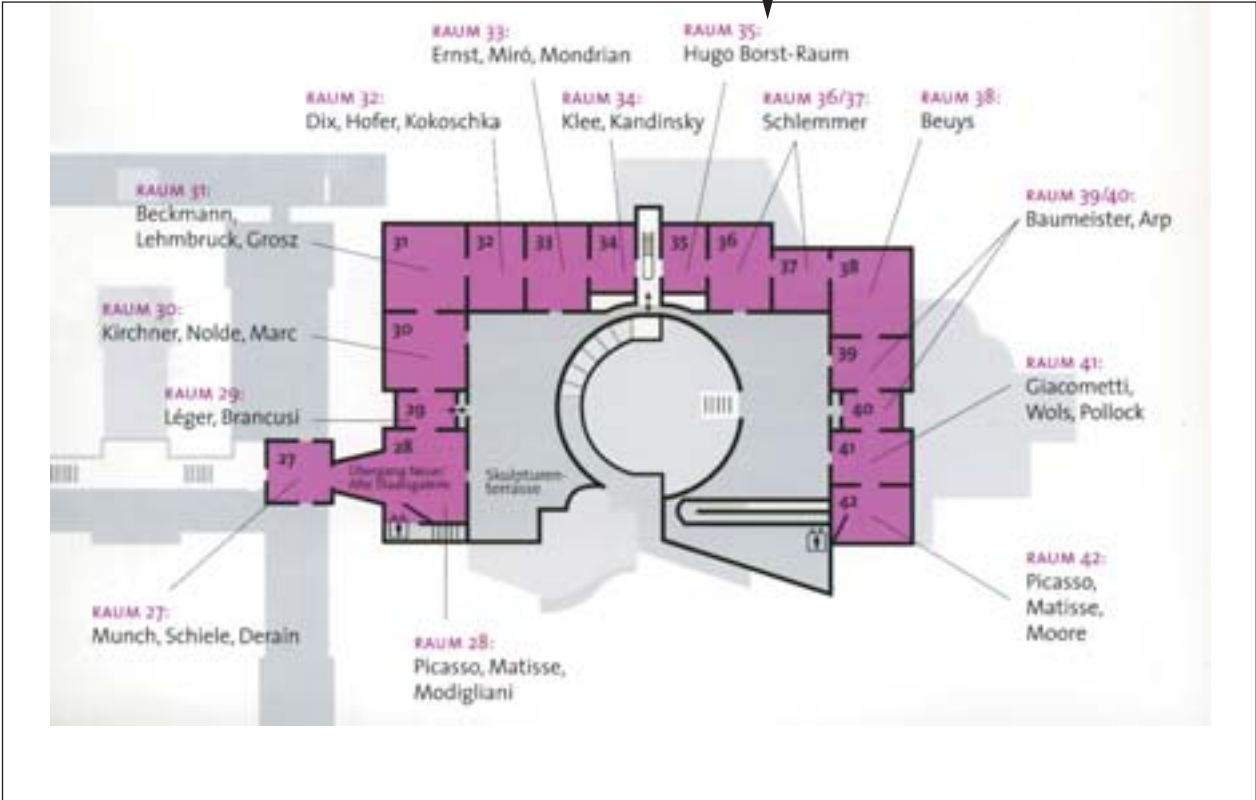 RAUM 33:
Ernst, Miró, Mondrian
RAUM 35:
Hugo Borst-Raum
RAUM 32:
Dix, Hofer, Kokoschka
RAUM 34:
Klee, Kandinsky
RAUM 36/37:
Schlemmer
RAUM 38:
Beuys
RAUM 31:
Beckmann,
Lehmbruck, Grosz
RAUM 39/40:
Baumeister, Arp
RAUM 30:
Kirchner, Nolde, Marc
RAUM 29:
Léger, Brancusi
RAUM 41:
Giacometti,
Wols, Pollock
31
32
33
34
35
36
37
38
30
39
29
40
28
41
27
42
Übergang Neue/
Alte Staatsgalerie
Skulpturen-
terrasse
RAUM 42:
Picasso,
Matisse,
Moore
RAUM 27:
Munch, Schiele, Derain
RAUM 28:
Picasso, Matisse,
Modigliani